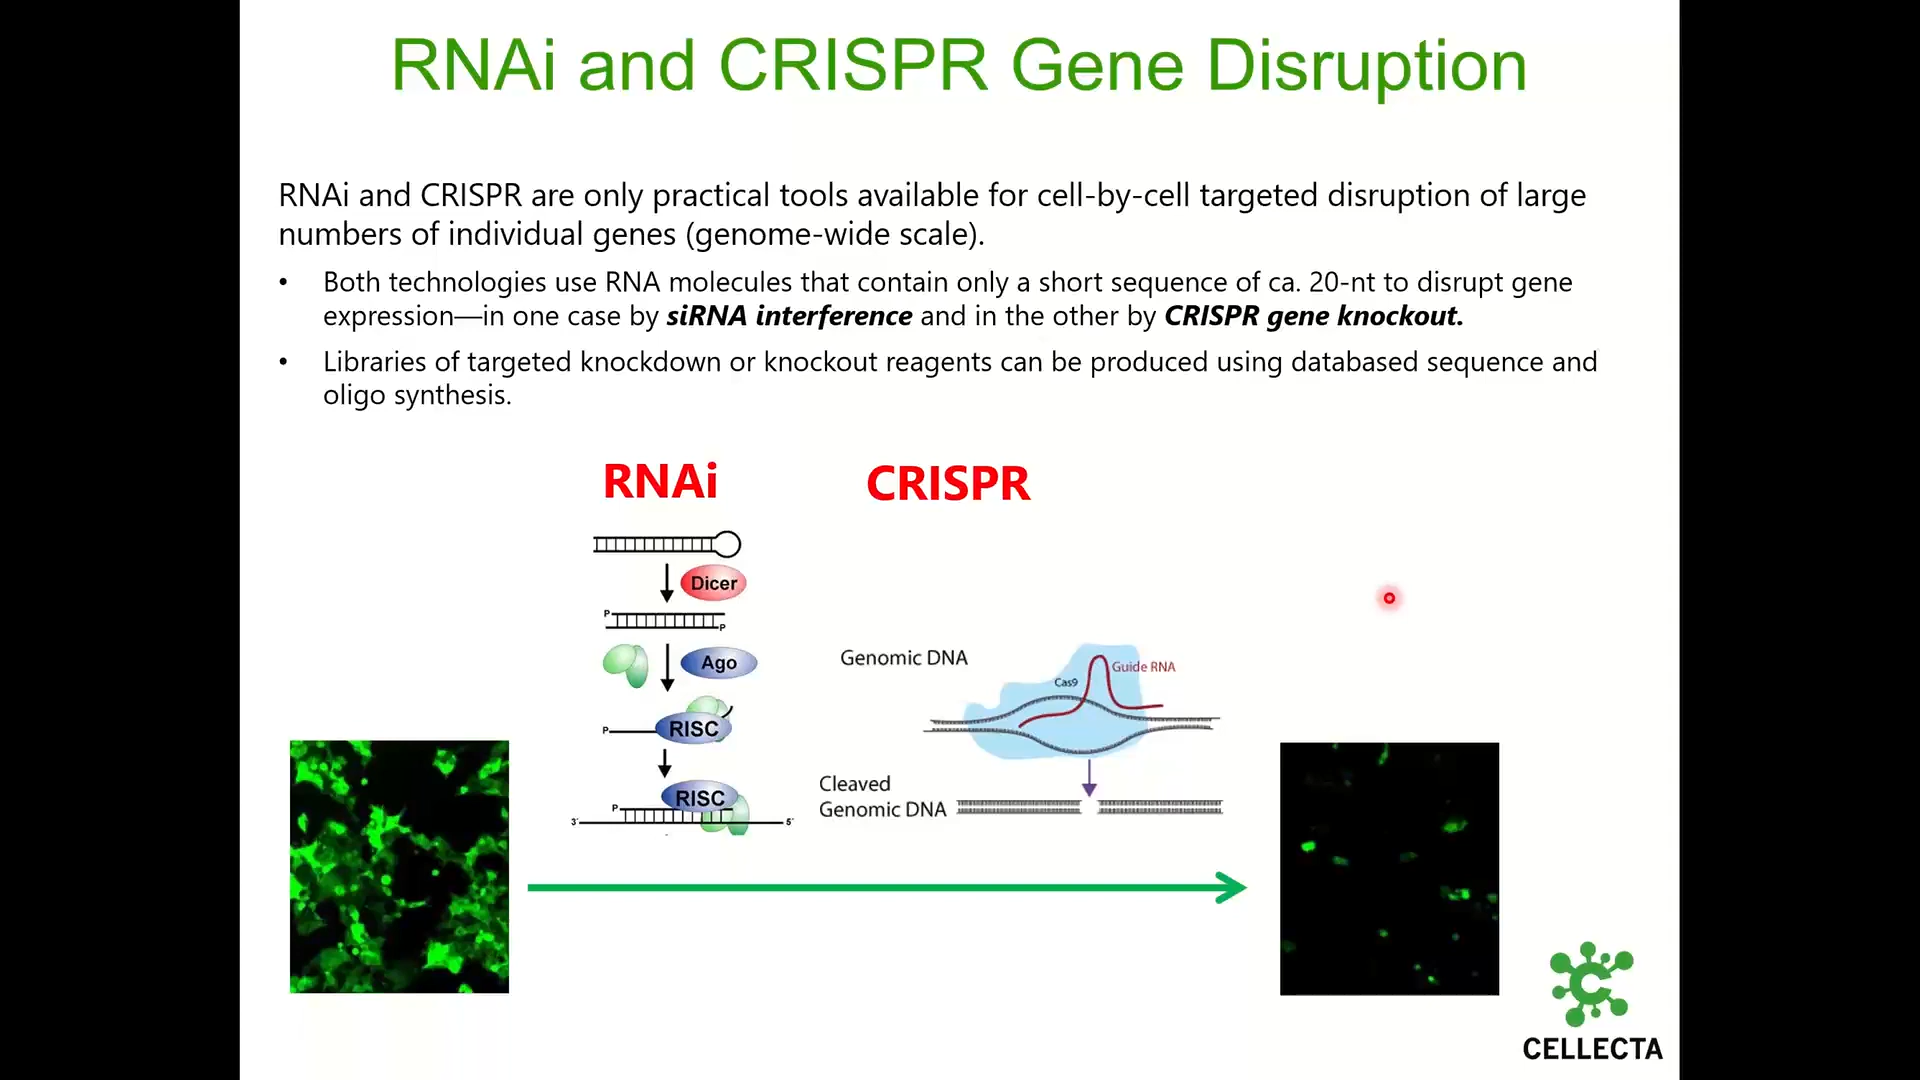 RNAi and CRISPR Gene Disruption
RNAi and CRISPR are only practical tools available for cell-by-cell targeted disruption of large
numbers of individual genes (genome-wide scale).
• Both technologies use RNA molecules that contain only a short sequence of ca. 20-nt to disrupt gene
expression—in one case by siRNA interference and in the other by CRISPR gene knockout.
• Libraries of targeted knockdown or knockout reagents can be produced using databased sequence and
oligo synthesis.
RNAi
Dicer
P
P
Ago
P
RISC
RISC
P
3´
5´
CRISPR
Genomic DNA
Cas9
Guide RNA
Cleaved
Genomic DNA
CELLECTA